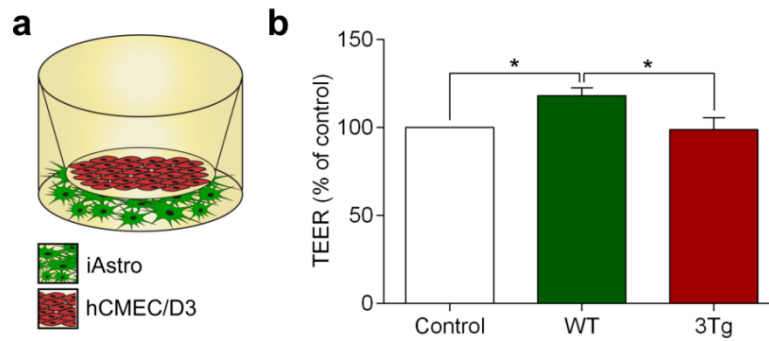 a
iAstro
hCMEC/D3
b
TEER (% of control)
150
100
50
0
*
*
Control WT 3Tg